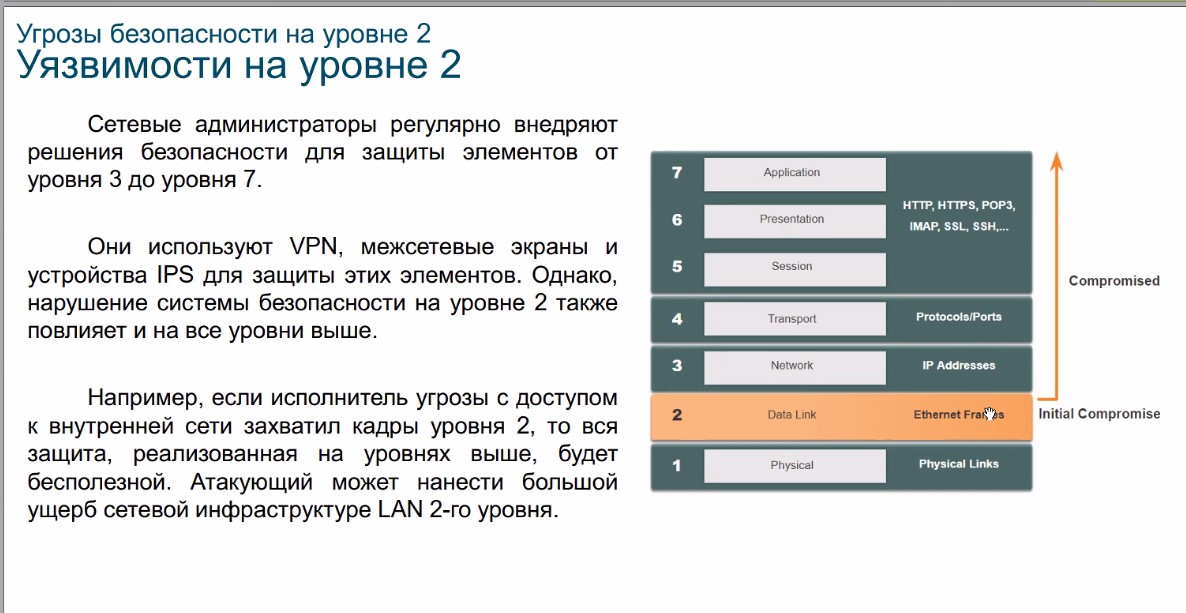 Угрозы безопасности на уровне 2
Уязвимости на уровне 2
Сетевые администраторы регулярно внедряют
решения безопасности для защиты элементов от
уровня 3 до уровня 7.
Они используют VPN, межсетевые экраны и
устройства IPS для защиты этих элементов. Однако,
нарушение системы безопасности на уровне 2 также
повлияет и на все уровни выше.
Например, если исполнитель угрозы с доступом
к внутренней сети захватил кадры уровня 2, то вся
защита, реализованная на уровнях выше, будет
бесполезной. Атакующий может нанести большой
ущерб сетевой инфраструктуре LAN 2-го уровня.
7 Application
6 Presentation
HTTP, HTTPS, POP3,
IMAP, SSL, SSH,...
5 Session
4 Transport Protocols/Ports
3 Network IP Addresses
2 Data Link Ethernet Frames
1 Physical Physical Links
Compromised
Initial Compromise